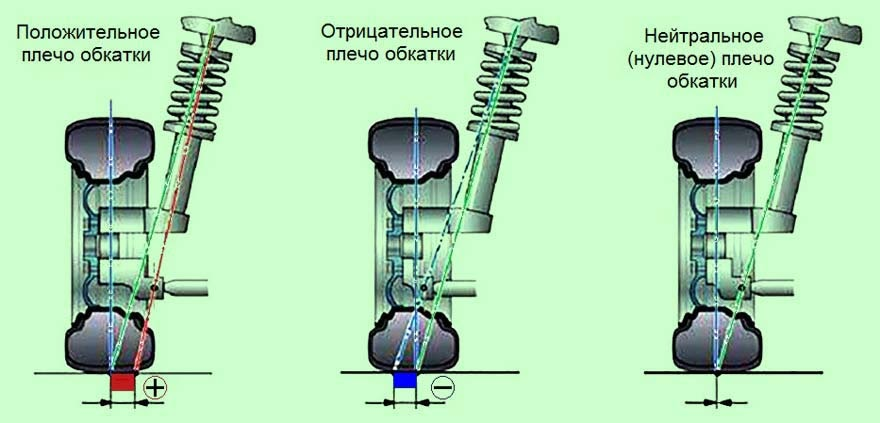 Положительное
плечо обкатки
Отрицательное
плечо обкатки
Нейтральное
(нулевое) плечо
обкатки
+
−